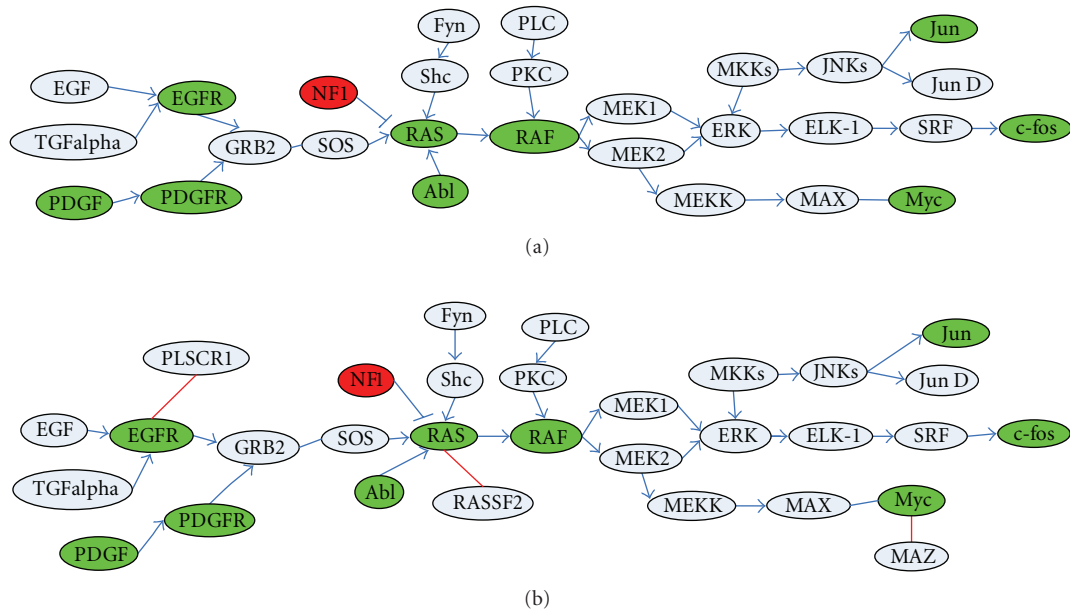 Fyn
PLC
Jun
EGF
EGFR
NF1
Shc
PKC
MKKs
JNKs
Jun D
TGFalpha
GRB2
SOS
RAS
RAF
MEK1
MEK2
ERK
ELK-1
SRF
c-fos
PDGF
PDGFR
Abl
MEKK
MAX
Myc
(a)
Fyn
PLC
Jun
PLSCR1
NF1
Shc
PKC
MKKs
JNKs
Jun D
EGF
EGFR
GRB2
SOS
RAS
RAF
MEK1
MEK2
ERK
ELK-1
SRF
c-fos
TGFalpha
PDGFR
PDGF
Abl
RASSF2
MEKK
MAX
Myc
MAZ
(b)